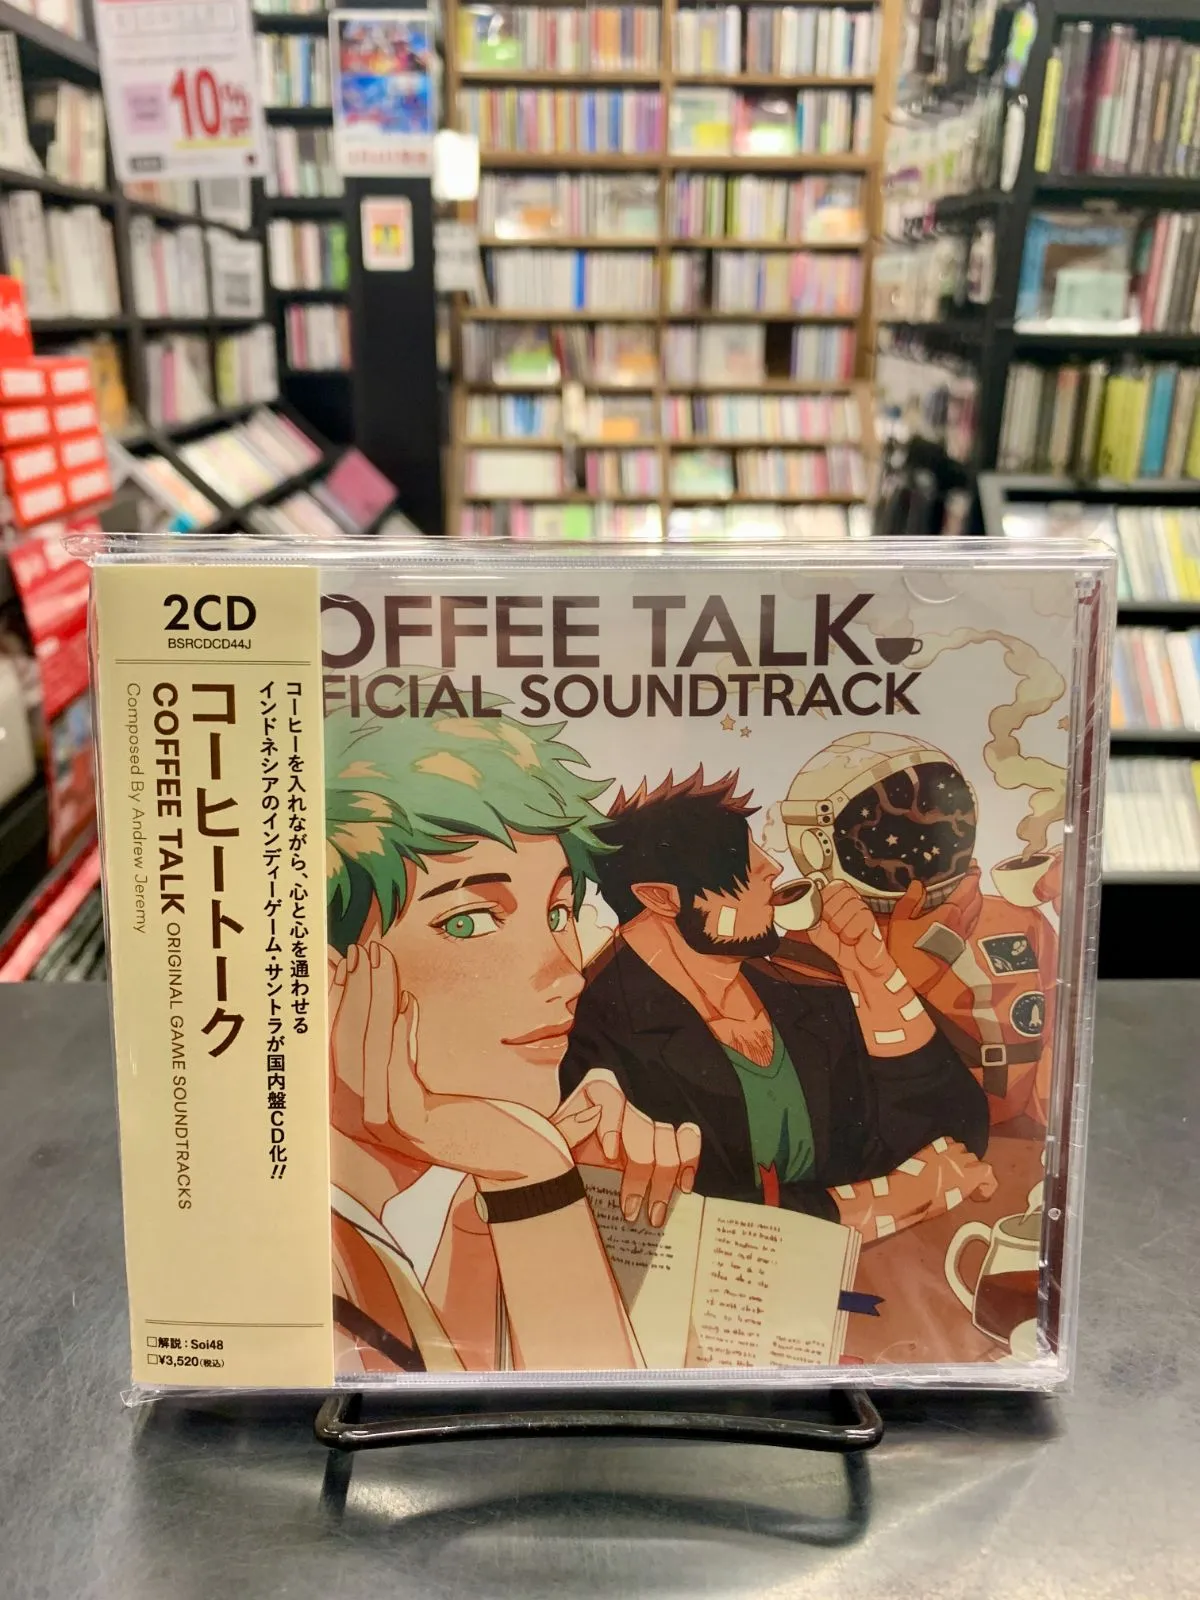 10%
2CD
BSRCDCD44J
コーヒーを入れながら、心と心を通わせる
インドネシアのインディーゲーム・サントラが国内盤CD化!!
コーヒートーク
COFFEE TALK ORIGINAL GAME SOUNDTRACKS
Composed By Andrew Jeremy
□解説：Soi48
□¥3,520(税込)
OFFEE TALK
FICIAL SOUNDTRACK